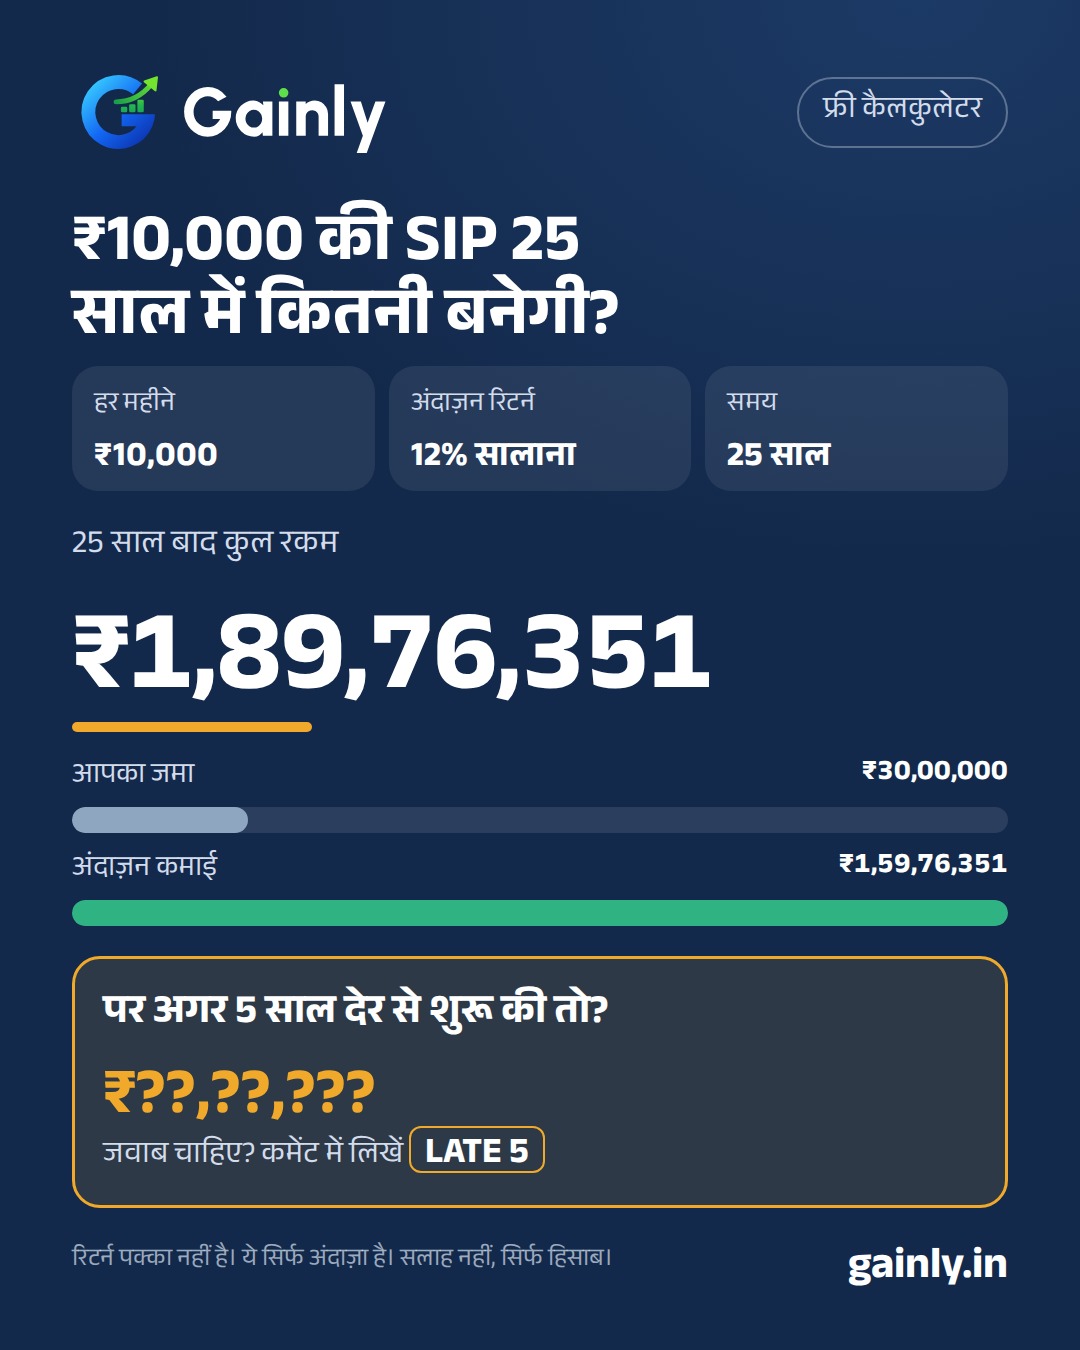 Gainly
फ्री कैलकुलेटर
₹10,000 की SIP 25
साल में कितनी बनेगी?
हर महीने
₹10,000
अंदाज़न रिटर्न
12% सालाना
समय
25 साल
25 साल बाद कुल रकम
₹1,89,76,351
आपका जमा
₹30,00,000
अंदाज़न कमाई
₹1,59,76,351
पर अगर 5 साल देर से शुरू की तो?
₹??,??,???
जवाब चाहिए? कमेंट में लिखें LATE 5
रिटर्न पक्का नहीं है। ये सिर्फ अंदाज़ा है। सलाह नहीं, सिर्फ हिसाब।
gainly.in